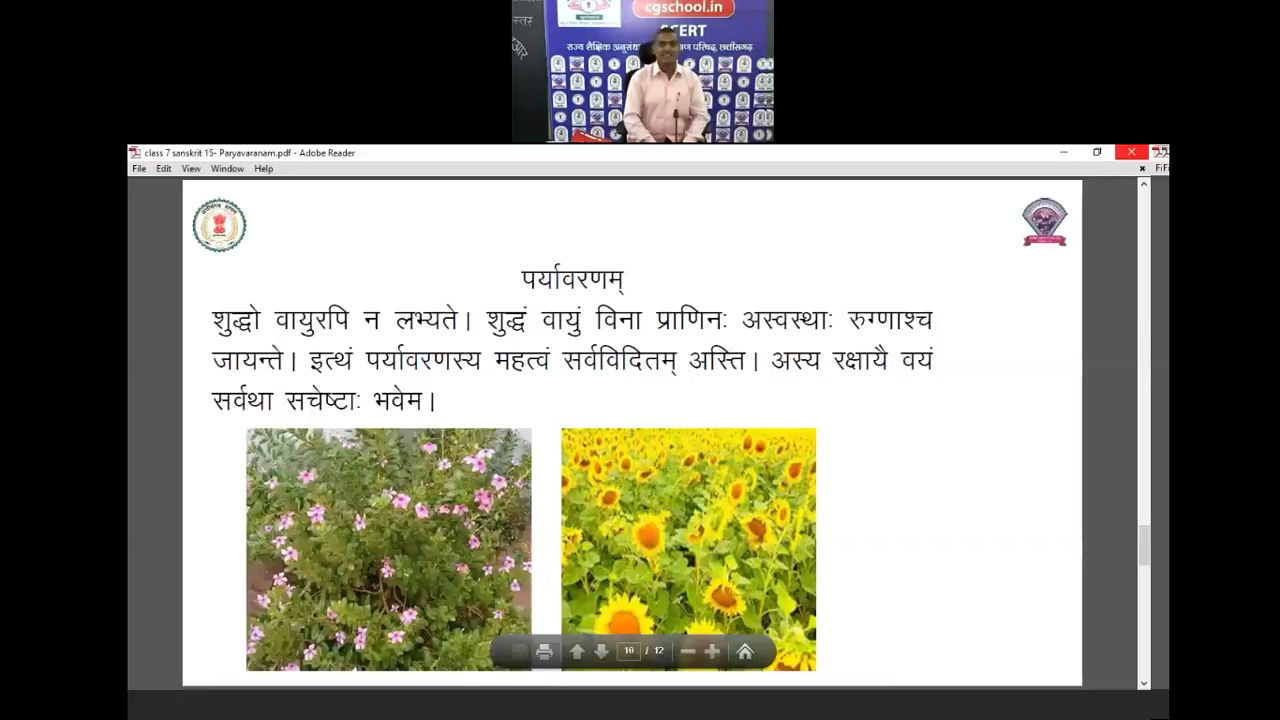 स्तर
cgschool.in
SCERT
class 7 sanskrit 15- Paryavaranam.pdf - Adobe Reader
File Edit View Window Help
पर्यावरणम्
शुद्धो वायुरपि न लभ्यते। शुद्धं वायुं विना प्राणिनः अस्वस्थाः रुग्णाश्च
जायन्ते। इत्थं पर्यावरणस्य महत्वं सर्वविदितम् अस्ति। अस्य रक्षायै वयं
सर्वथा सचेष्टाः भवेम।
10 / 12